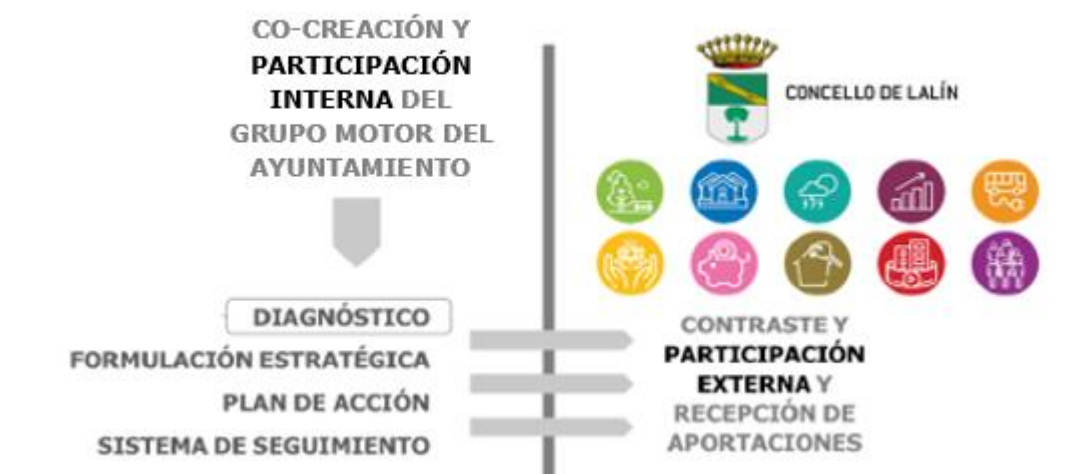 CO-CREACIÓN Y
PARTICIPACIÓN
INTERNA DEL
GRUPO MOTOR DEL
AYUNTAMIENTO
DIAGNÓSTICO
FORMULACIÓN ESTRATÉGICA
PLAN DE ACCIÓN
SISTEMA DE SEGUIMIENTO
CONCELLO DE LALÍN
CONTRASTE Y
PARTICIPACIÓN
EXTERNA Y
RECEPCIÓN DE
APORTACIONES